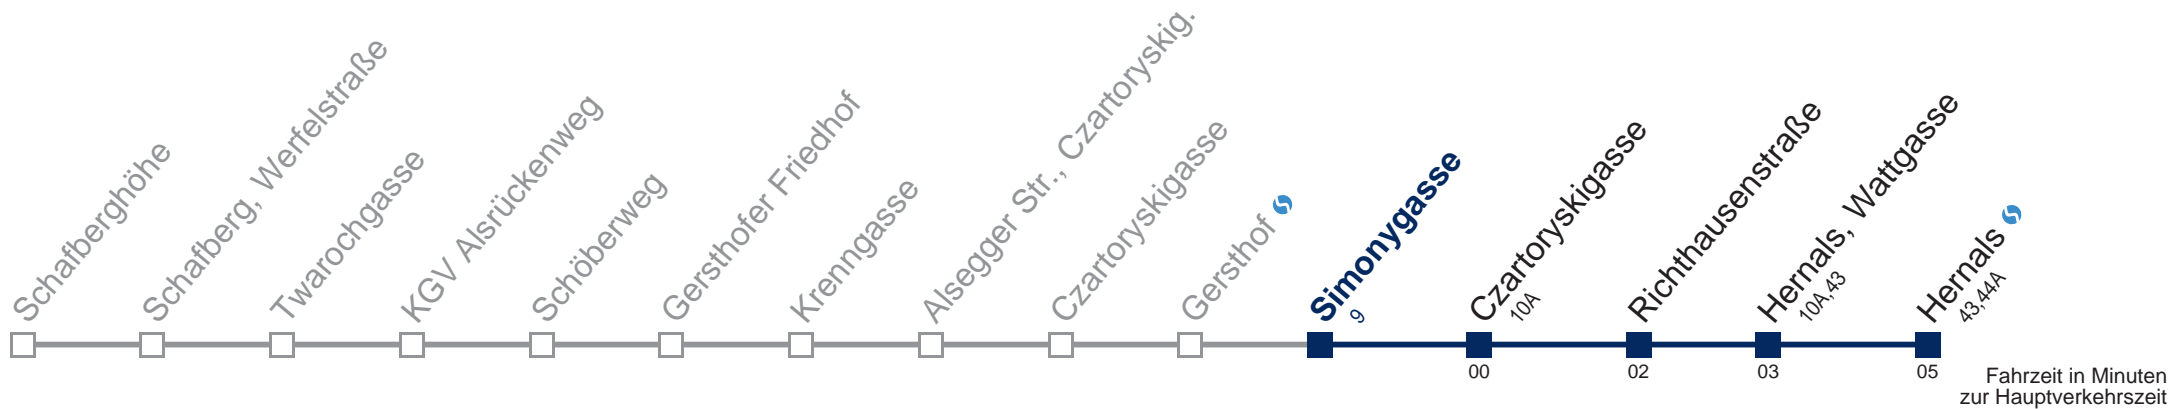 Schafberghöhe
Schafberg, Werfelstraße
Twarochgasse
KGV Alsrückenweg
Schöberweg
Gersthofer Friedhof
Krenngasse
Alsegger Str., Czartoryskig.
Czartoryskigasse
Gersthof
Simonygasse
9
Czartoryskigasse
10A
Richthausenstraße
Hernals, Wattgasse
10A,43
Hernals
43,44A
00
02
03
05
Fahrzeit in Minuten
zur Hauptverkehrszeit